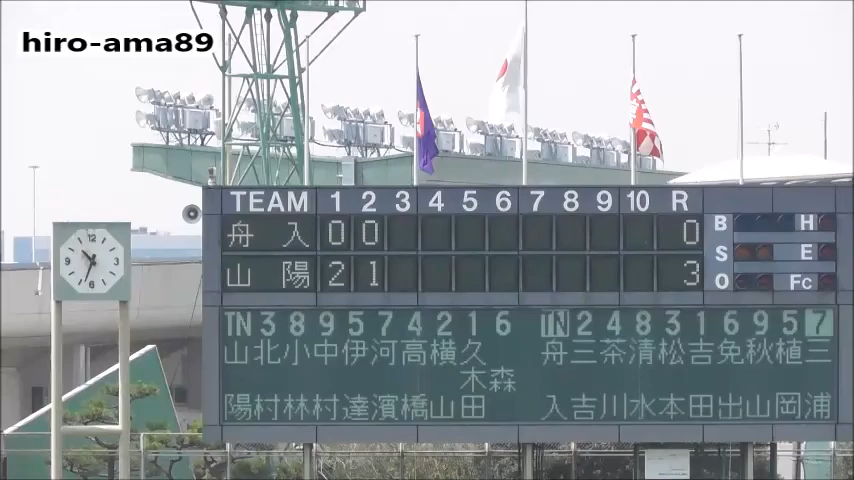 hiro-ama89
TEAM 1 2 3 4 5 6 7 8 9 10 R
舟入 0 0 0
山陽 2 1 3
B H
S E
O Fc
12
9 3
6
TN 3 8 9 5 7 4 2 1 6 TN 2 4 8 3 1 6 9 5 7
山北小中伊河高横久 舟三茶清松吉免秋植三
木森
陽村林村達濱橋山田 入吉川水本田出山岡浦